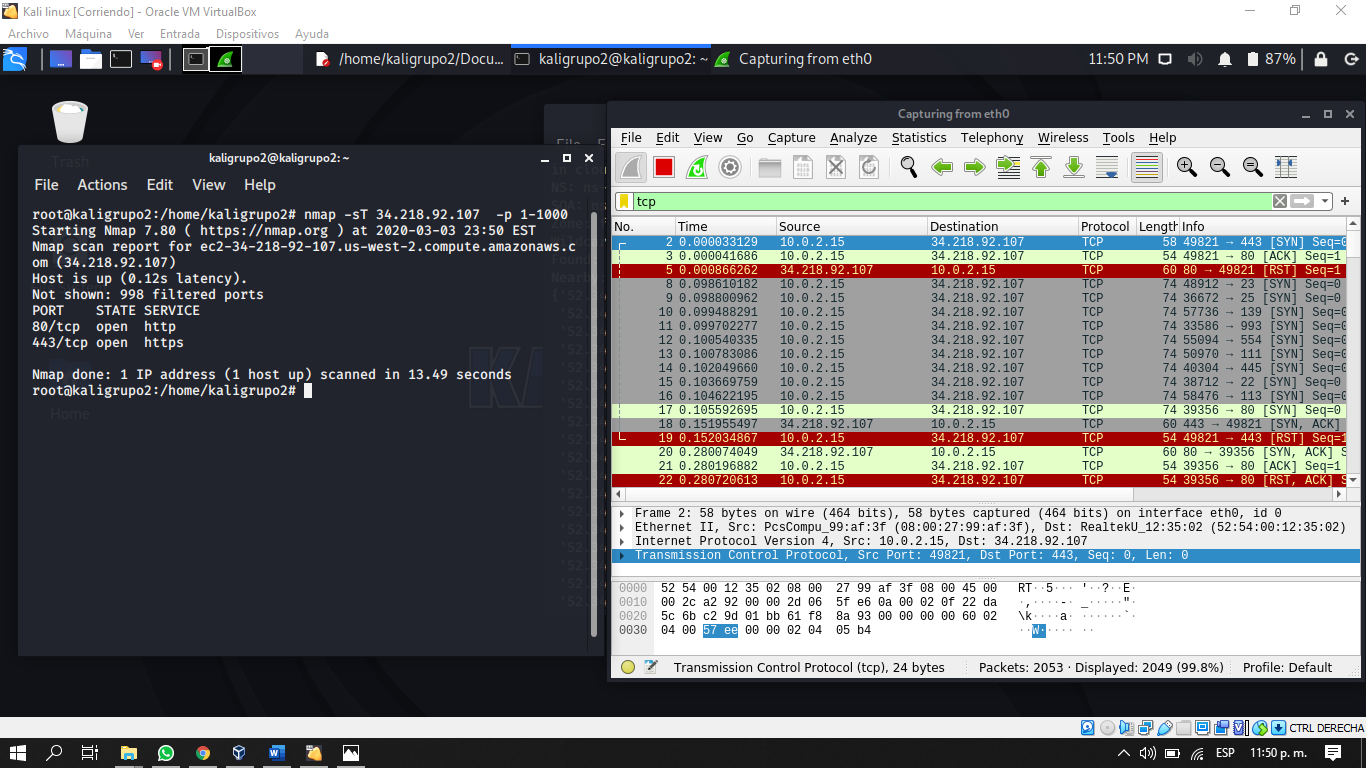 Kali linux [Corriendo] - Oracle VM VirtualBox
Archivo Máquina Ver Entrada Dispositivos Ayuda
/home/kaligrupo2/Docu... kaligrupo2@kaligrupo2: ~ Capturing from eth0 11:50 PM 87%
Trash
Home
kaligrupo2@kaligrupo2: ~
File Actions Edit View Help
root@kaligrupo2:/home/kaligrupo2# nmap -sT 34.218.92.107 -p 1-1000
Starting Nmap 7.80 ( https://nmap.org ) at 2020-03-03 23:50 EST
Nmap scan report for ec2-34-218-92-107.us-west-2.compute.amazonaws.c
om (34.218.92.107)
Host is up (0.12s latency).
Not shown: 998 filtered ports
PORT STATE SERVICE
80/tcp open http
443/tcp open https
Nmap done: 1 IP address (1 host up) scanned in 13.49 seconds
root@kaligrupo2:/home/kaligrupo2#
Capturing from eth0
File Edit View Go Capture Analyze Statistics Telephony Wireless Tools Help
tcp
No. Time Source Destination Protocol Length Info
2 0.000033129 10.0.2.15 34.218.92.107 TCP 58 49821 → 443 [SYN] Seq=0
3 0.000041686 10.0.2.15 34.218.92.107 TCP 54 49821 → 80 [ACK] Seq=1
5 0.000866262 34.218.92.107 10.0.2.15 TCP 60 80 → 49821 [RST] Seq=1
8 0.098610182 10.0.2.15 34.218.92.107 TCP 74 48912 → 23 [SYN] Seq=0
9 0.098800962 10.0.2.15 34.218.92.107 TCP 74 36672 → 25 [SYN] Seq=0
10 0.099488291 10.0.2.15 34.218.92.107 TCP 74 57736 → 139 [SYN] Seq=0
11 0.099702277 10.0.2.15 34.218.92.107 TCP 74 33586 → 993 [SYN] Seq=0
12 0.100540335 10.0.2.15 34.218.92.107 TCP 74 55094 → 554 [SYN] Seq=0
13 0.100783086 10.0.2.15 34.218.92.107 TCP 74 50970 → 111 [SYN] Seq=0
14 0.102049660 10.0.2.15 34.218.92.107 TCP 74 40304 → 445 [SYN] Seq=0
15 0.103669759 10.0.2.15 34.218.92.107 TCP 74 38712 → 22 [SYN] Seq=0
16 0.104622195 10.0.2.15 34.218.92.107 TCP 74 58476 → 113 [SYN] Seq=0
17 0.105592695 10.0.2.15 34.218.92.107 TCP 74 39356 → 80 [SYN] Seq=0
18 0.151955497 34.218.92.107 10.0.2.15 TCP 60 443 → 49821 [SYN, ACK]
19 0.152034867 10.0.2.15 34.218.92.107 TCP 54 49821 → 443 [RST] Seq=1
20 0.280074049 34.218.92.107 10.0.2.15 TCP 60 80 → 39356 [SYN, ACK] S
21 0.280196882 10.0.2.15 34.218.92.107 TCP 54 39356 → 80 [ACK] Seq=1
22 0.280720613 10.0.2.15 34.218.92.107 TCP 54 39356 → 80 [RST, ACK] S
Frame 2: 58 bytes on wire (464 bits), 58 bytes captured (464 bits) on interface eth0, id 0
Ethernet II, Src: PcsCompu_99:af:3f (08:00:27:99:af:3f), Dst: RealtekU_12:35:02 (52:54:00:12:35:02)
Internet Protocol Version 4, Src: 10.0.2.15, Dst: 34.218.92.107
Transmission Control Protocol, Src Port: 49821, Dst Port: 443, Seq: 0, Len: 0
0000 52 54 00 12 35 02 08 00 27 99 af 3f 08 00 45 00 RT··5··· '··?··E·
0010 00 2c a2 92 00 00 2d 06 5f e6 0a 00 02 0f 22 da ·,····-· _·····"·
0020 5c 6b c2 9d 01 bb 61 f8 8a 93 00 00 00 00 60 02 \k····a· ······`·
0030 04 00 57 ee 00 00 02 04 05 b4 ··W····· ··
Transmission Control Protocol (tcp), 24 bytes Packets: 2053 · Displayed: 2049 (99.8%) Profile: Default
CTRL DERECHA
ESP 11:50 p. m.